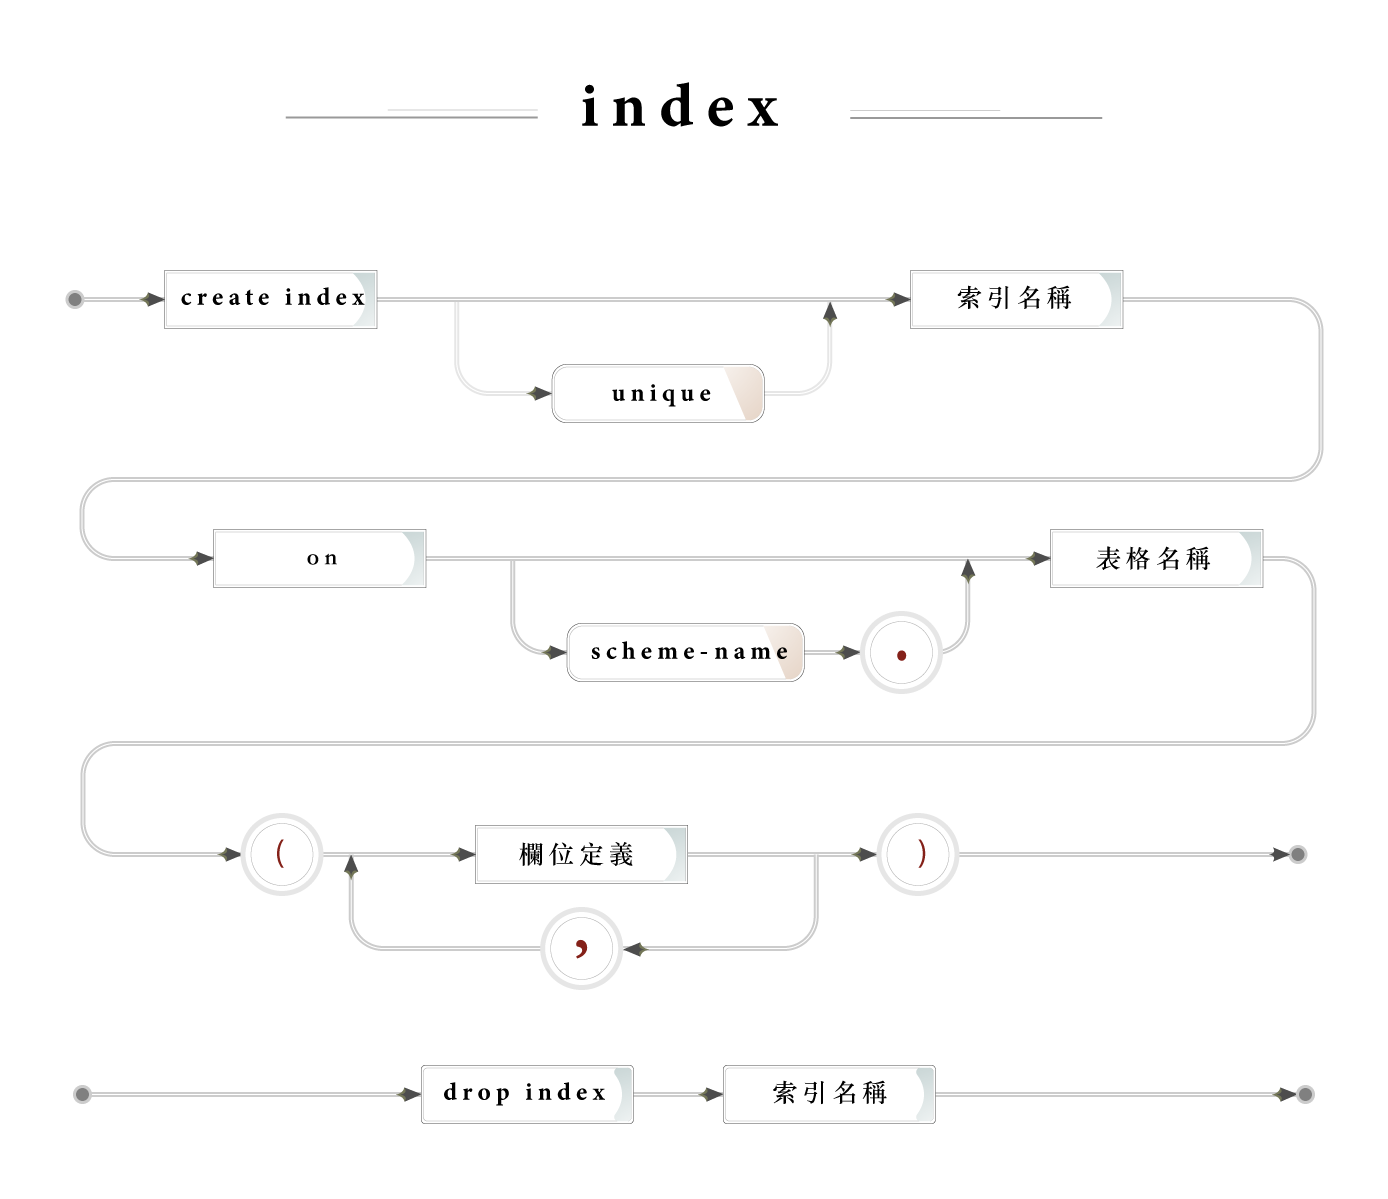 index
create index 索引名稱
unique
on 表格名稱
scheme-name .
( 欄位定義 )
,
drop index 索引名稱